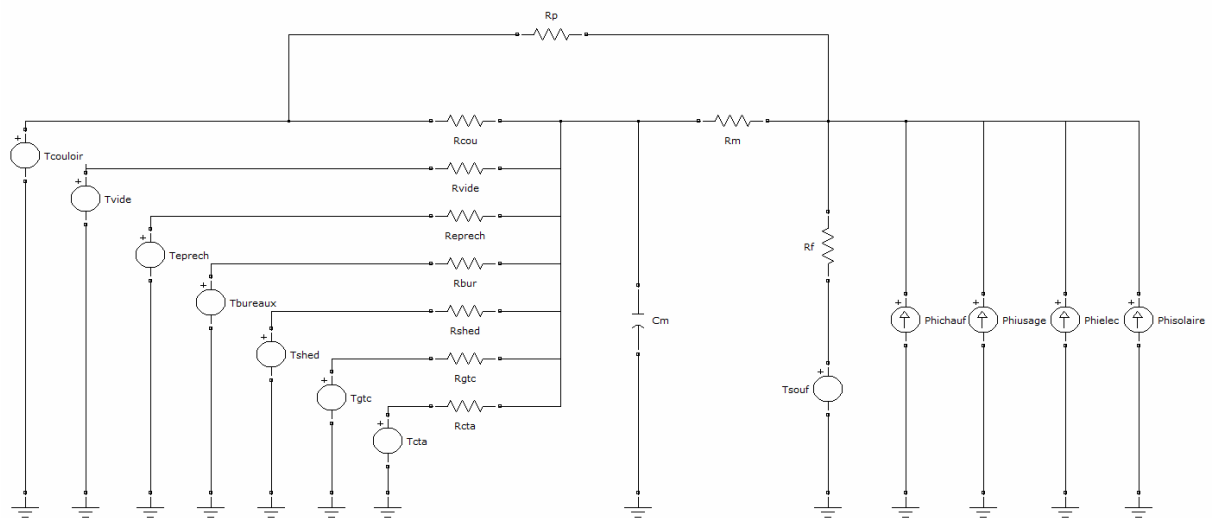 Rp
Rcou
Rm
Tcouloir
Rvide
Tvide
Reprech
Teprech
Rf
Rbur
Tbureaux
Rshed
Cm
Phichauf
Phiusage
Phielec
Phisolaire
Tshed
Rgtc
Tsouf
Tgtc
Rcta
Tcta